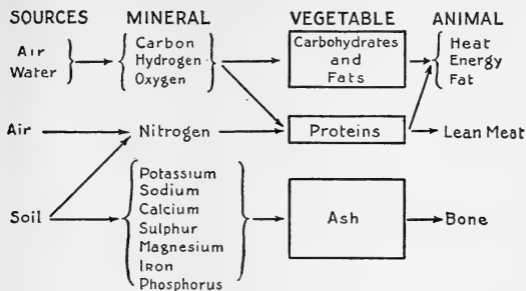 SOURCES MINERAL VEGETABLE ANIMAL
Air
Water
Carbon
Hydrogen
Oxygen
Carbohydrates
and
Fats
Heat
Energy
Fat
Air Nitrogen Proteins Lean Meat
Soil
Potassium
Sodium
Calcium
Sulphur
Magnesium
Iron
Phosphorus
Ash
Bone